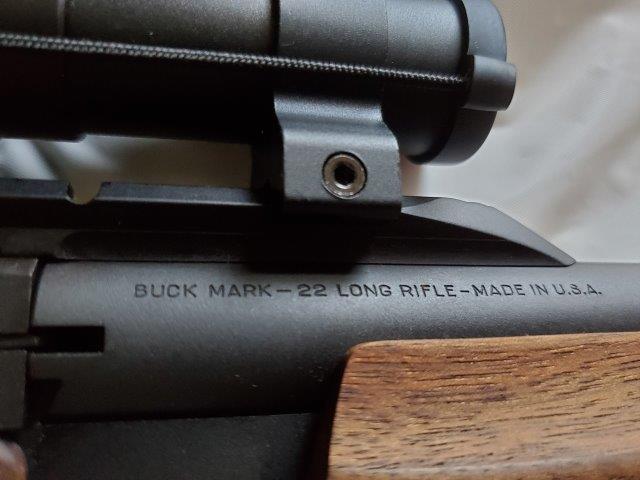 BUCK MARK–22 LONG RIFLE–MADE IN U.S.A.